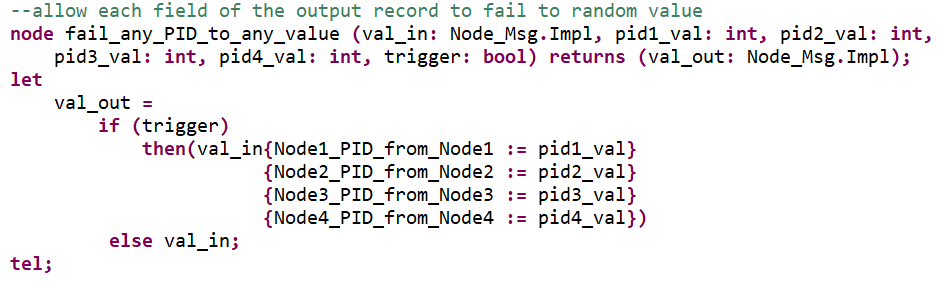 --allow each field of the output record to fail to random value
node fail_any_PID_to_any_value (val_in: Node_Msg.Impl, pid1_val: int, pid2_val: int,
    pid3_val: int, pid4_val: int, trigger: bool) returns (val_out: Node_Msg.Impl);
let
    val_out =
        if (trigger)
            then(val_in{Node1_PID_from_Node1 := pid1_val}
                       {Node2_PID_from_Node2 := pid2_val}
                       {Node3_PID_from_Node3 := pid3_val}
                       {Node4_PID_from_Node4 := pid4_val})
         else val_in;
tel;